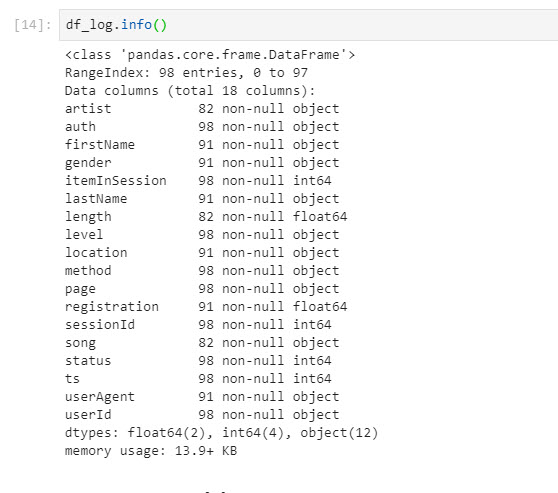 [14]: df_log.info()
<class 'pandas.core.frame.DataFrame'>
RangeIndex: 98 entries, 0 to 97
Data columns (total 18 columns):
artist           82 non-null object
auth             98 non-null object
firstName        91 non-null object
gender           91 non-null object
itemInSession    98 non-null int64
lastName         91 non-null object
length           82 non-null float64
level            98 non-null object
location         91 non-null object
method           98 non-null object
page             98 non-null object
registration     91 non-null float64
sessionId        98 non-null int64
song             82 non-null object
status           98 non-null int64
ts               98 non-null int64
userAgent        91 non-null object
userId           98 non-null object
dtypes: float64(2), int64(4), object(12)
memory usage: 13.9+ KB